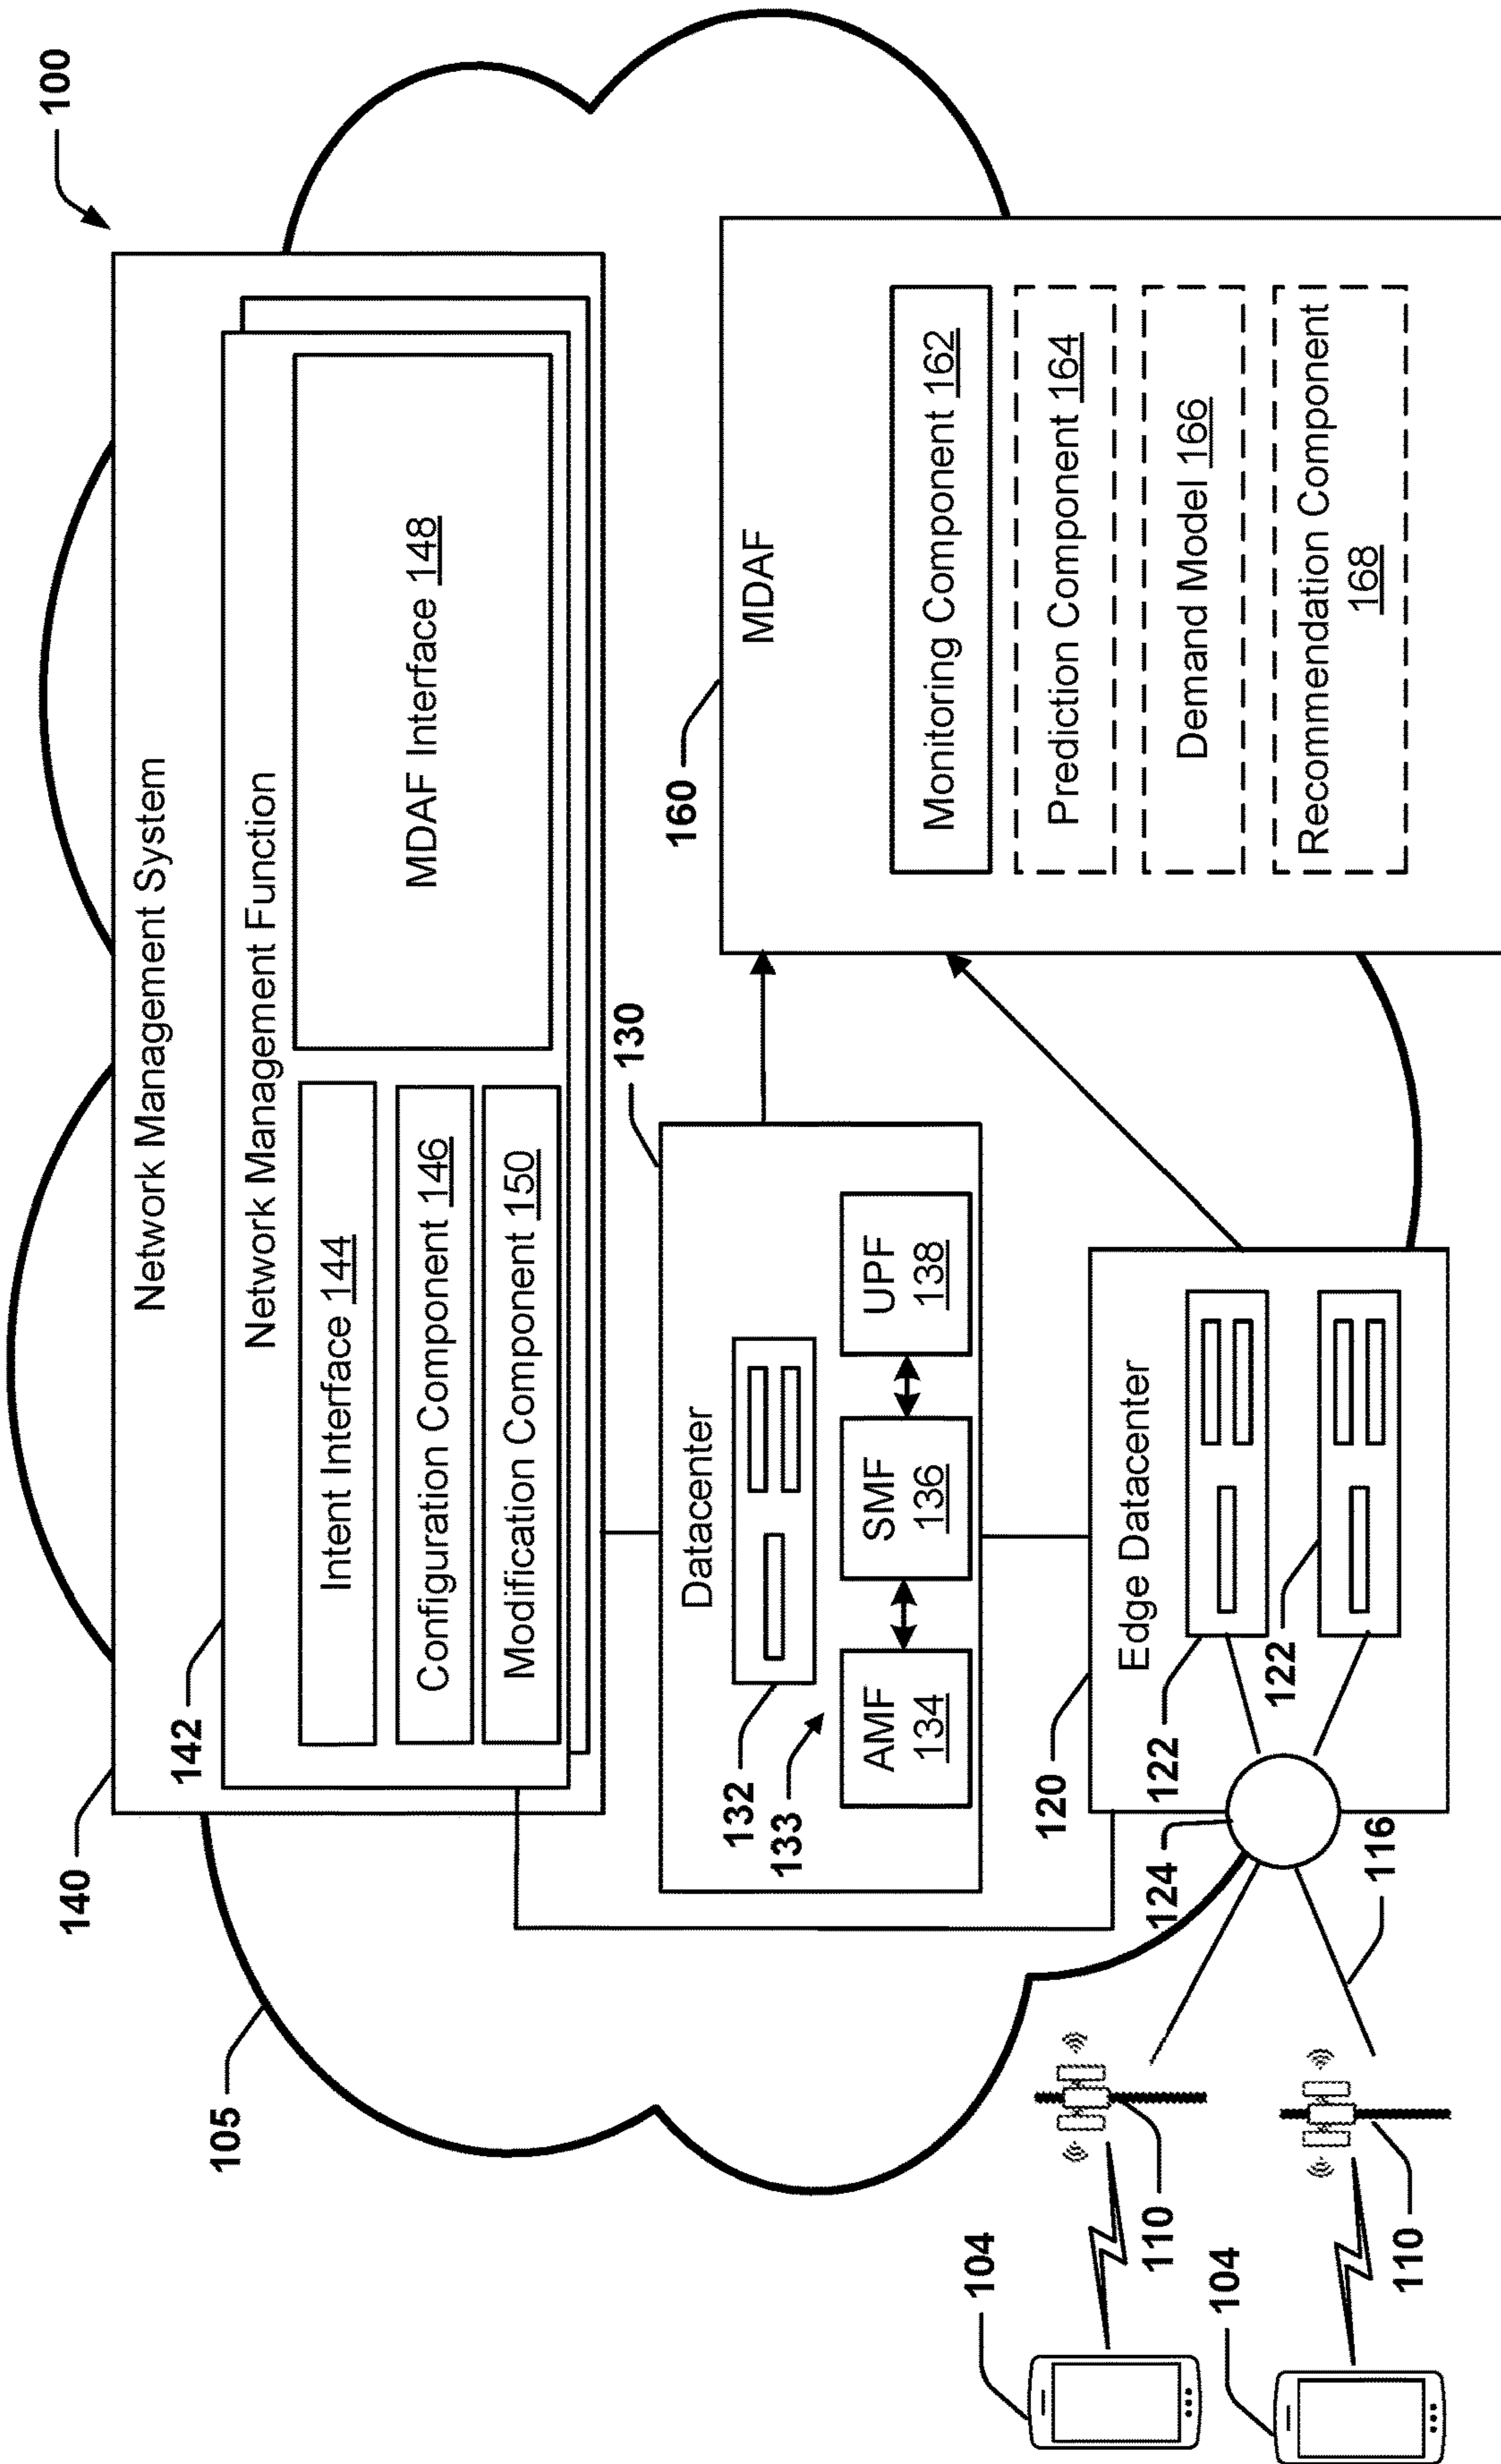 100
Network Management System
140
Network Management Function
142
Intent Interface 144
MDAF Interface 148
Configuration Component 146
Modification Component 150
105
130
Datacenter
132
133
AMF
134
SMF
136
UPF
138
160
MDAF
Monitoring Component 162
Prediction Component 164
Demand Model 166
Recommendation Component
168
120
Edge Datacenter
122
122
124
116
104
110
104
110